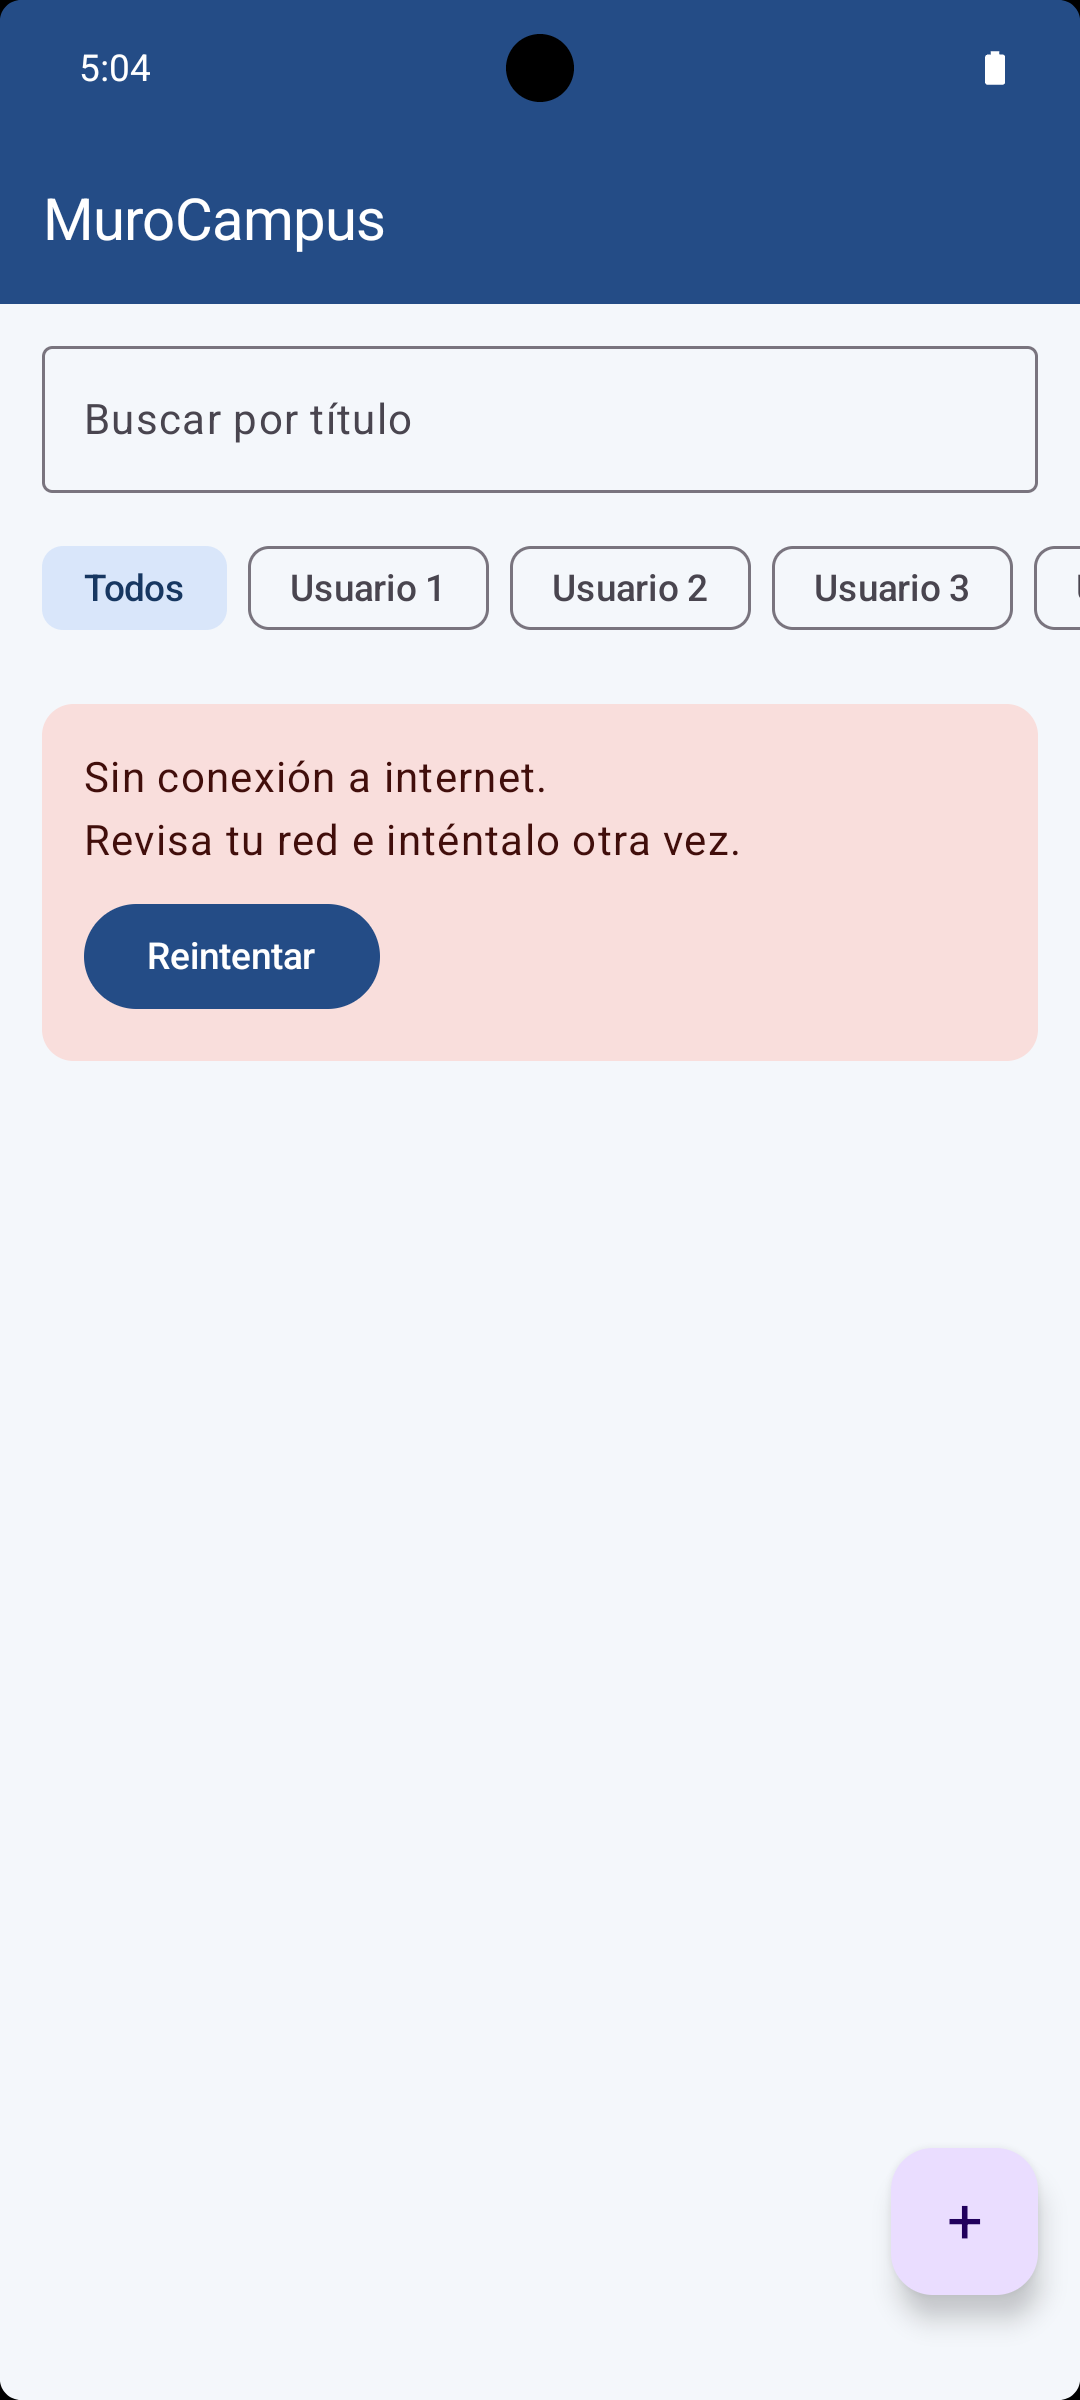 5:04
MuroCampus
Buscar por título
Todos
Usuario 1
Usuario 2
Usuario 3
Sin conexión a internet.
Revisa tu red e inténtalo otra vez.
Reintentar
+